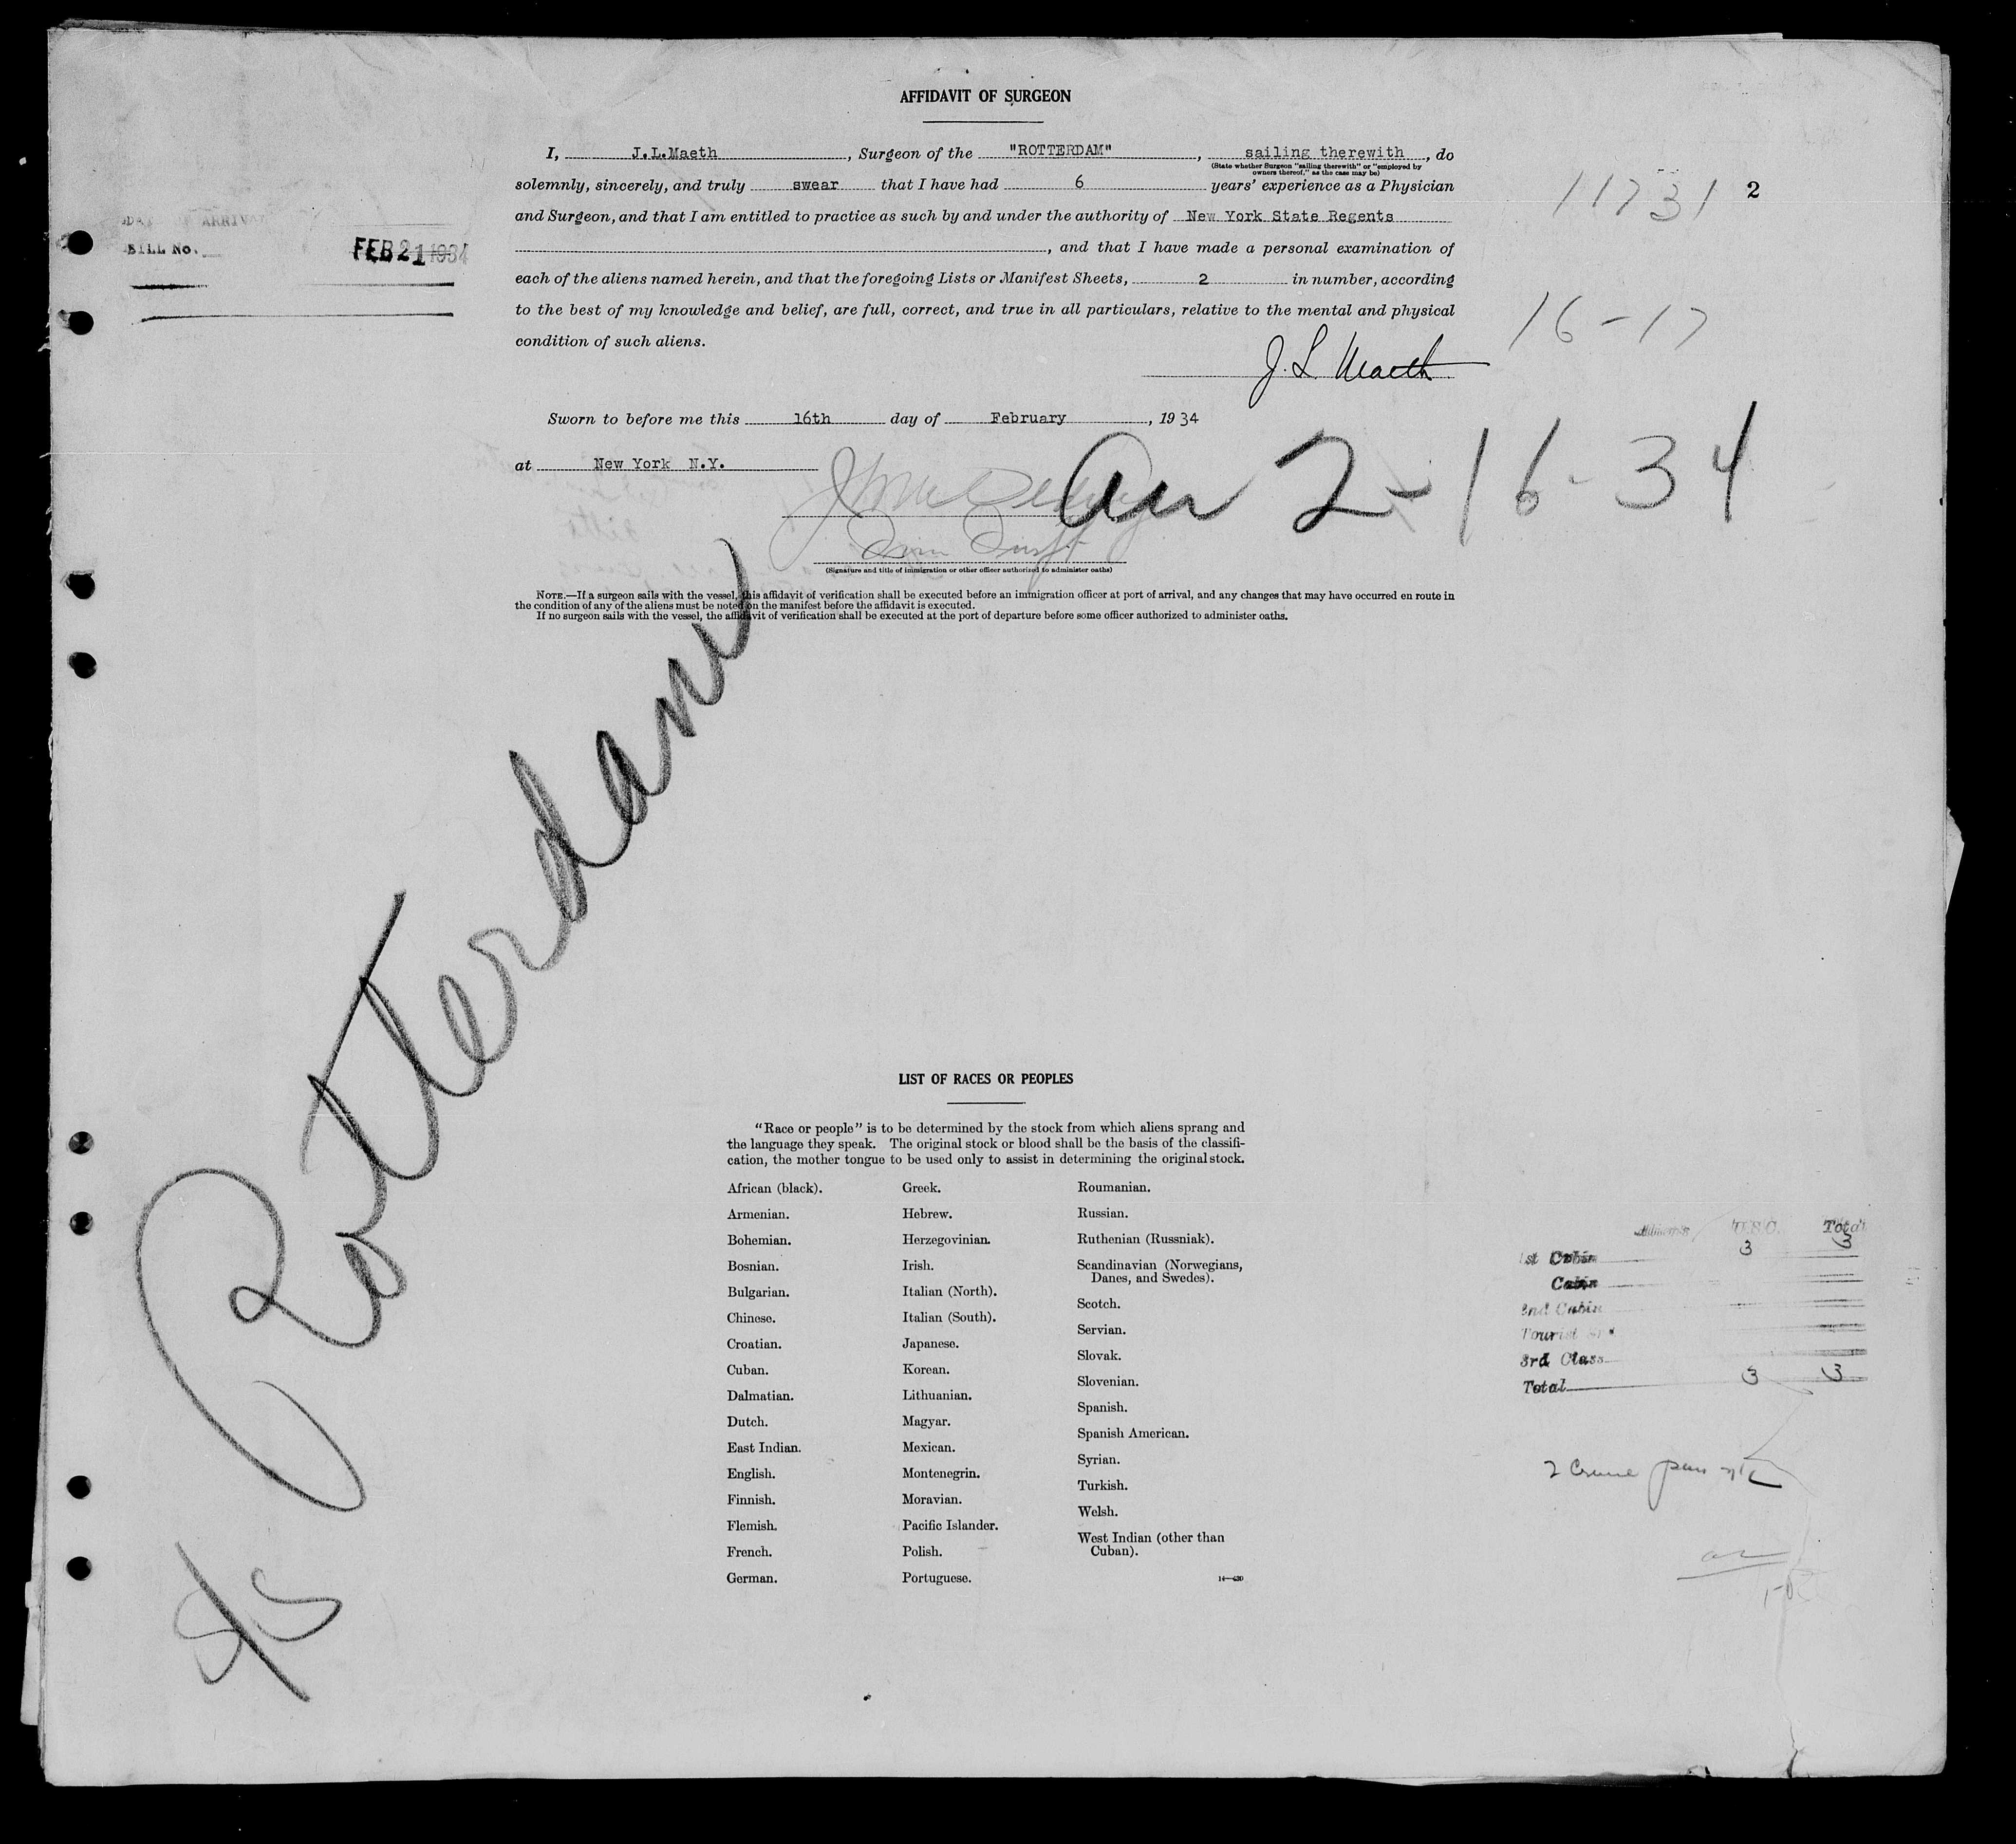 AFFIDAVIT OF SURGEON
I, J.L.Maeth, Surgeon of the "ROTTERDAM", sailing therewith, do
(State whether Surgeon "sailing therewith" or "employed by
owners thereof," as the case may be)
solemnly, sincerely, and truly swear that I have had 6 years' experience as a Physician
11731 2
and Surgeon, and that I am entitled to practice as such by and under the authority of New York State Regents
ARRIVA
BILL No.
FEB 21 1934
, and that I have made a personal examination of
each of the aliens named herein, and that the foregoing Lists or Manifest Sheets, 2 in number, according
to the best of my knowledge and belief, are full, correct, and true in all particulars, relative to the mental and physical
16-17
condition of such aliens.
J. L. Maeth
Sworn to before me this 16th day of February, 1934
at New York N.Y.
Arr 2-16-34
(Signature and title of immigration or other officer authorized to administer oaths)
NOTE.—If a surgeon sails with the vessel, this affidavit of verification shall be executed before an immigration officer at port of arrival, and any changes that may have occurred en route in
the condition of any of the aliens must be noted on the manifest before the affidavit is executed.
If no surgeon sails with the vessel, the affidavit of verification shall be executed at the port of departure before some officer authorized to administer oaths.
S/S Rotterdam
LIST OF RACES OR PEOPLES
"Race or people" is to be determined by the stock from which aliens sprang and
the language they speak. The original stock or blood shall be the basis of the classifi-
cation, the mother tongue to be used only to assist in determining the original stock.
African (black).
Armenian.
Bohemian.
Bosnian.
Bulgarian.
Chinese.
Croatian.
Cuban.
Dalmatian.
Dutch.
East Indian.
English.
Finnish.
Flemish.
French.
German.
Greek.
Hebrew.
Herzegovinian.
Irish.
Italian (North).
Italian (South).
Japanese.
Korean.
Lithuanian.
Magyar.
Mexican.
Montenegrin.
Moravian.
Pacific Islander.
Polish.
Portuguese.
Roumanian.
Russian.
Ruthenian (Russniak).
Scandinavian (Norwegians,
Danes, and Swedes).
Scotch.
Servian.
Slovak.
Slovenian.
Spanish.
Spanish American.
Syrian.
Turkish.
Welsh.
West Indian (other than
Cuban).
U.S.C. Total
1st Cabin 3 3
Cabin
2nd Cabin
Tourist 3rd
3rd Class
Total 3 3
2